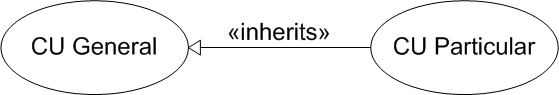 CU General
«inherits»
CU Particular